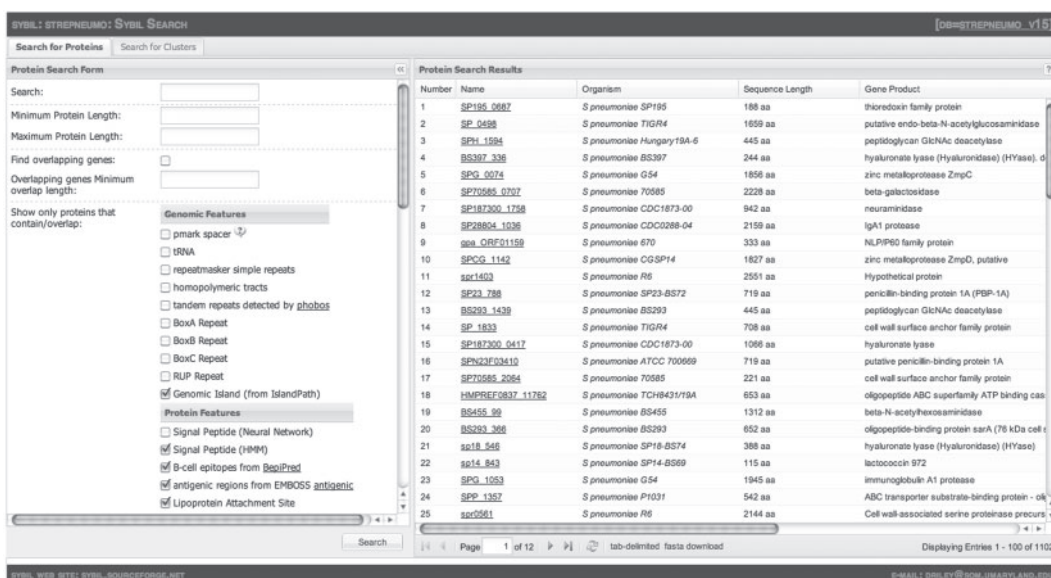 SYBIL: STREPNEUMO: SYBIL SEARCH
[DB=STREPNEUMO_V15]
Search for Proteins
Search for Clusters
Protein Search Form
Search:
Minimum Protein Length:
Maximum Protein Length:
Find overlapping genes:
Overlapping genes Minimum
overlap length:
Show only proteins that
contain/overlap:
Genomic Features
pmark spacer
tRNA
repeatmasker simple repeats
homopolymeric tracts
tandem repeats detected by phobos
BoxA Repeat
BoxB Repeat
BoxC Repeat
RUP Repeat
Genomic Island (from IslandPath)
Protein Features
Signal Peptide (Neural Network)
Signal Peptide (HMM)
B-cell epitopes from BepiPred
antigenic regions from EMBOSS antigenic
Lipoprotein Attachment Site
Search
Protein Search Results
Number Name Organism Sequence Length Gene Product
1 SP195_0687 S pneumoniae SP195 188 aa thioredoxin family protein
2 SP_0498 S pneumoniae TIGR4 1659 aa putative endo-beta-N-acetylglucosaminidase
3 SPH_1594 S pneumoniae Hungary19A-6 445 aa peptidoglycan GlcNAc deacetylase
4 BS397_336 S pneumoniae BS397 244 aa hyaluronate lyase (Hyaluronidase) (HYase). d
5 SPG_0074 S pneumoniae G54 1856 aa zinc metalloprotease ZmpC
6 SP70585_0707 S pneumoniae 70585 2228 aa beta-galactosidase
7 SP187300_1758 S pneumoniae CDC1873-00 942 aa neuraminidase
8 SP28804_1036 S pneumoniae CDC0288-04 2159 aa IgA1 protease
9 gpa_ORF01159 S pneumoniae 670 333 aa NLP/P60 family protein
10 SPCG_1142 S pneumoniae CGSP14 1827 aa zinc metalloprotease ZmpD, putative
11 spr1403 S pneumoniae R6 2551 aa Hypothetical protein
12 SP23_788 S pneumoniae SP23-BS72 719 aa penicillin-binding protein 1A (PBP-1A)
13 BS293_1439 S pneumoniae BS293 445 aa peptidoglycan GlcNAc deacetylase
14 SP_1833 S pneumoniae TIGR4 708 aa cell wall surface anchor family protein
15 SP187300_0417 S pneumoniae CDC1873-00 1066 aa hyaluronate lyase
16 SPN23F03410 S pneumoniae ATCC 700669 719 aa putative penicillin-binding protein 1A
17 SP70585_2064 S pneumoniae 70585 221 aa cell wall surface anchor family protein
18 HMPREF0837_11762 S pneumoniae TCH8431/19A 653 aa oligopeptide ABC superfamily ATP binding cas
19 BS455_99 S pneumoniae BS455 1312 aa beta-N-acetylhexosaminidase
20 BS293_366 S pneumoniae BS293 652 aa oligopeptide-binding protein sarA (76 kDa cell s
21 sp18_546 S pneumoniae SP18-BS74 388 aa hyaluronate lyase (Hyaluronidase) (HYase)
22 sp14_843 S pneumoniae SP14-BS69 115 aa lactococcin 972
23 SPG_1053 S pneumoniae G54 1945 aa immunoglobulin A1 protease
24 SPP_1357 S pneumoniae P1031 542 aa ABC transporter substrate-binding protein - olig
25 spr0561 S pneumoniae R6 2144 aa Cell wall-associated serine proteinase precurs
Page 1 of 12 tab-delimited fasta download Displaying Entries 1 - 100 of 1102
SYBIL WEB SITE: SYBIL.SOURCEFORGE.NET
E-MAIL: DRILEY@SOM.UMARYLAND.EDU